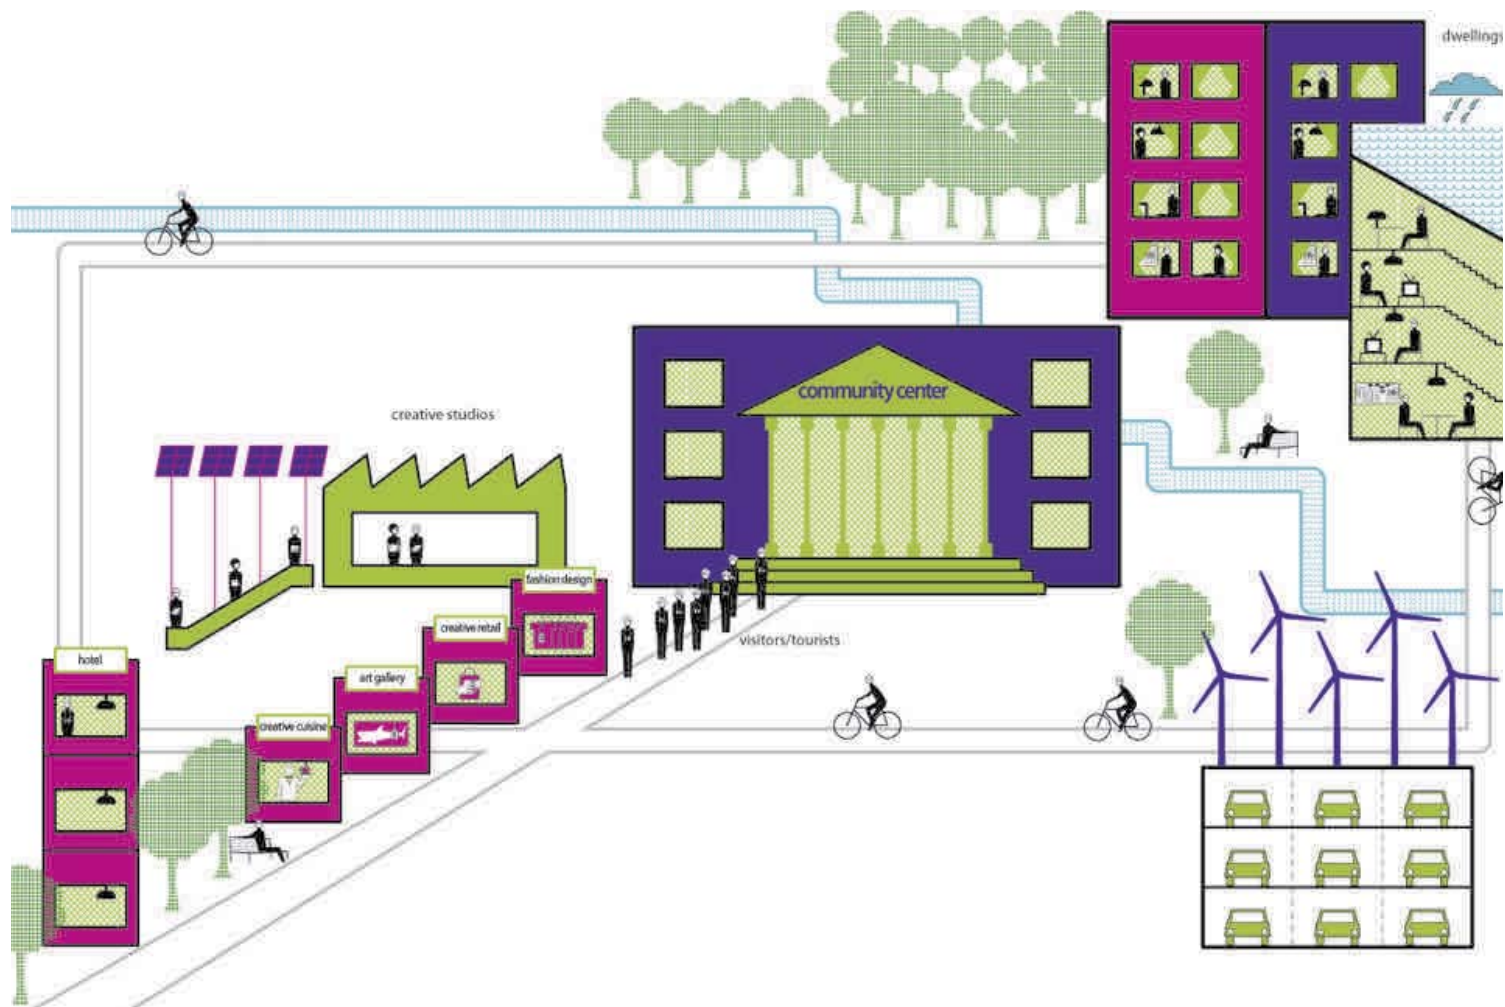 dwellings
community center
creative studios
fashion design
creative retail
visitors/tourists
hotel
art gallery
creative cuisine